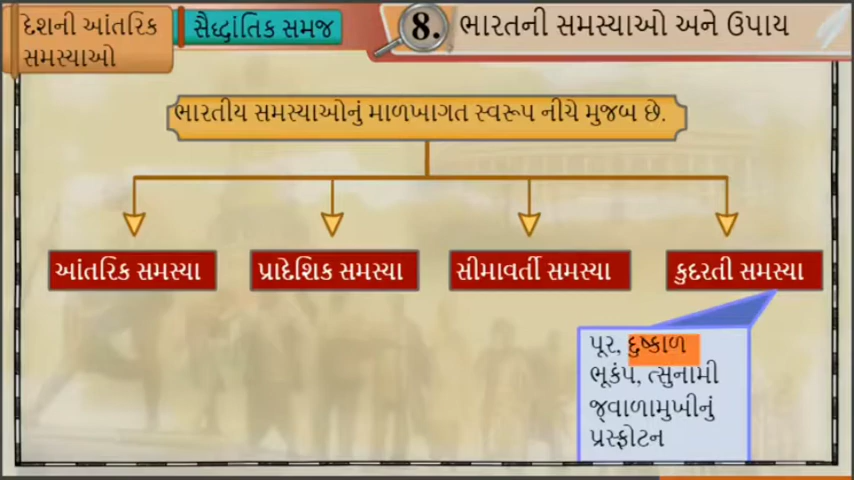 દેશની આંતરિક
સમસ્યાઓ
સૈદ્ધાંતિક સમજ
8. ભારતની સમસ્યાઓ અને ઉપાય
ભારતીય સમસ્યાઓનું માળખાગત સ્વરૂપ નીચે મુજબ છે.
આંતરિક સમસ્યા
પ્રાદેશિક સમસ્યા
સીમાવર્તી સમસ્યા
કુદરતી સમસ્યા
પૂર, દુષ્કાળ
ભૂકંપ, ત્સુનામી
જ્વાળામુખીનું
પ્રસ્ફોટન